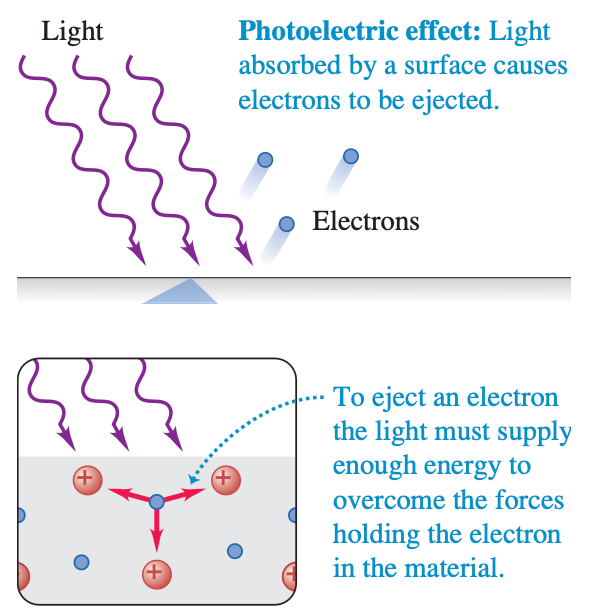 Light
Photoelectric effect: Light
absorbed by a surface causes
electrons to be ejected.
Electrons
To eject an electron
the light must supply
enough energy to
overcome the forces
holding the electron
in the material.
+
+
+
+